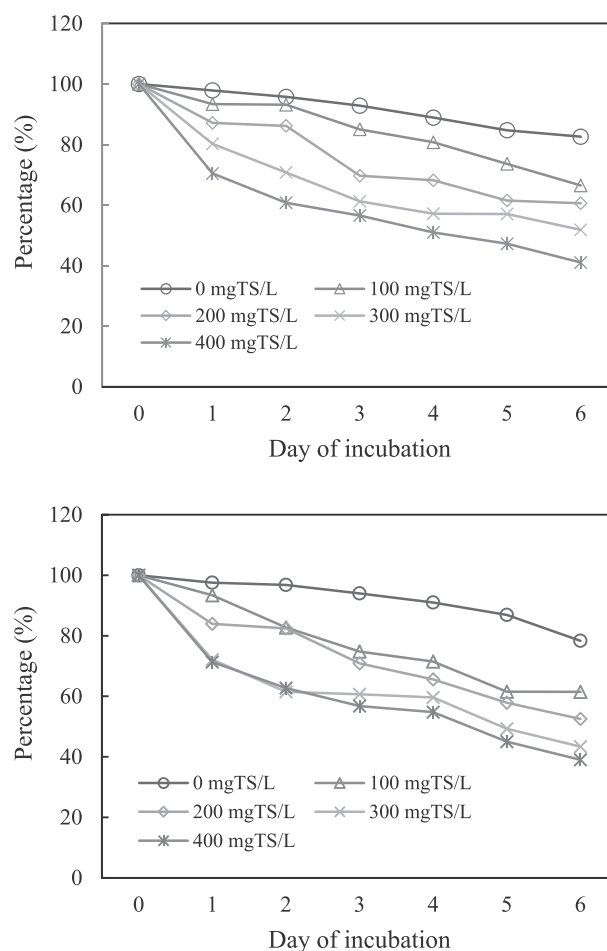 120
100
80
60
40
20
0
Percentage (%)
0 mgTS/L 100 mgTS/L
200 mgTS/L 300 mgTS/L
400 mgTS/L
0 1 2 3 4 5 6
Day of incubation
120
100
80
60
40
20
0
Percentage (%)
0 mgTS/L 100 mgTS/L
200 mgTS/L 300 mgTS/L
400 mgTS/L
0 1 2 3 4 5 6
Day of incubation